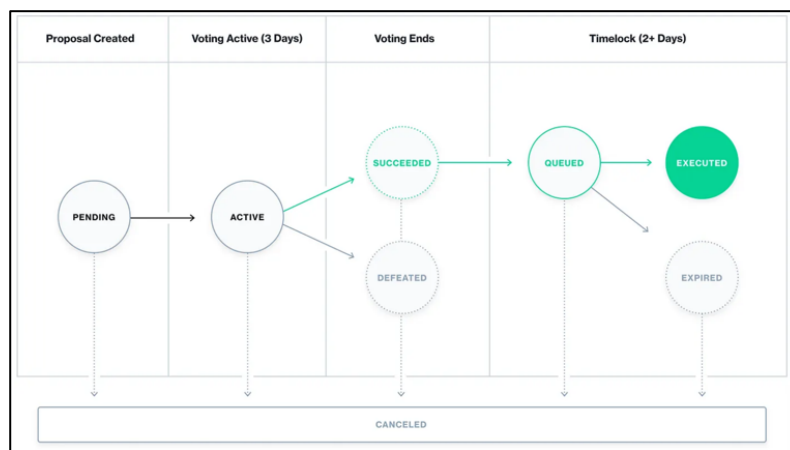 Proposal Created
Voting Active (3 Days)
Voting Ends
Timelock (2+ Days)
SUCCEEDED
QUEUED
EXECUTED
PENDING
ACTIVE
DEFEATED
EXPIRED
CANCELED